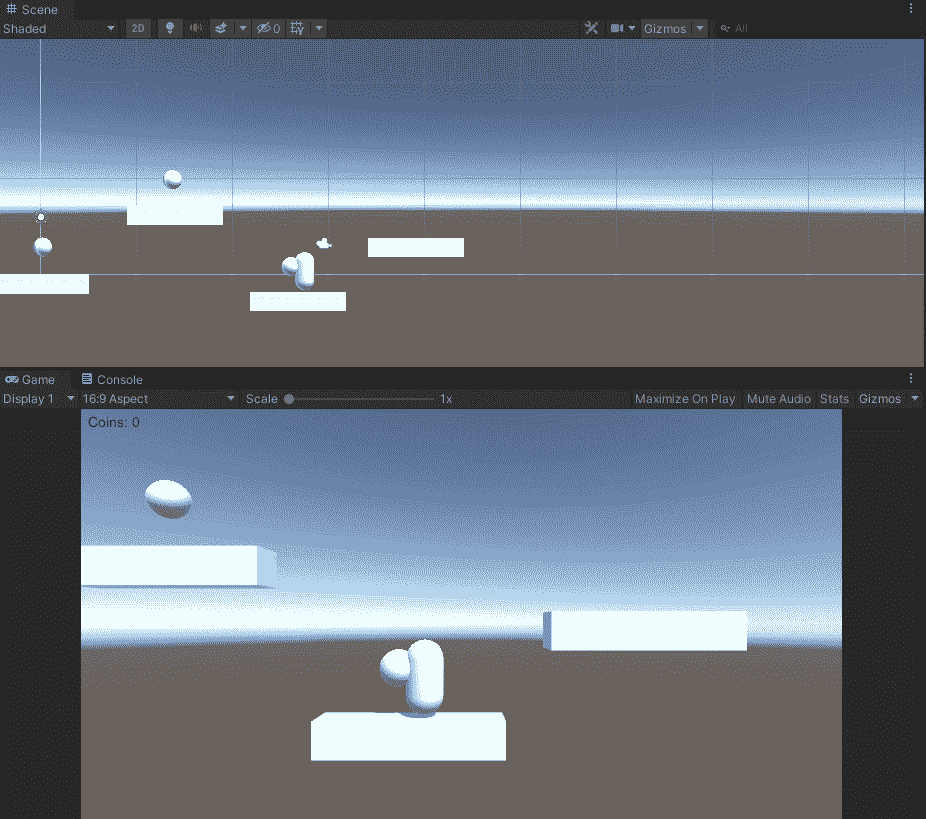 Scene
Shaded 2D 0 Gizmos All
Game Console
Display 1 16:9 Aspect Scale 1x Maximize On Play Mute Audio Stats Gizmos
Coins: 0